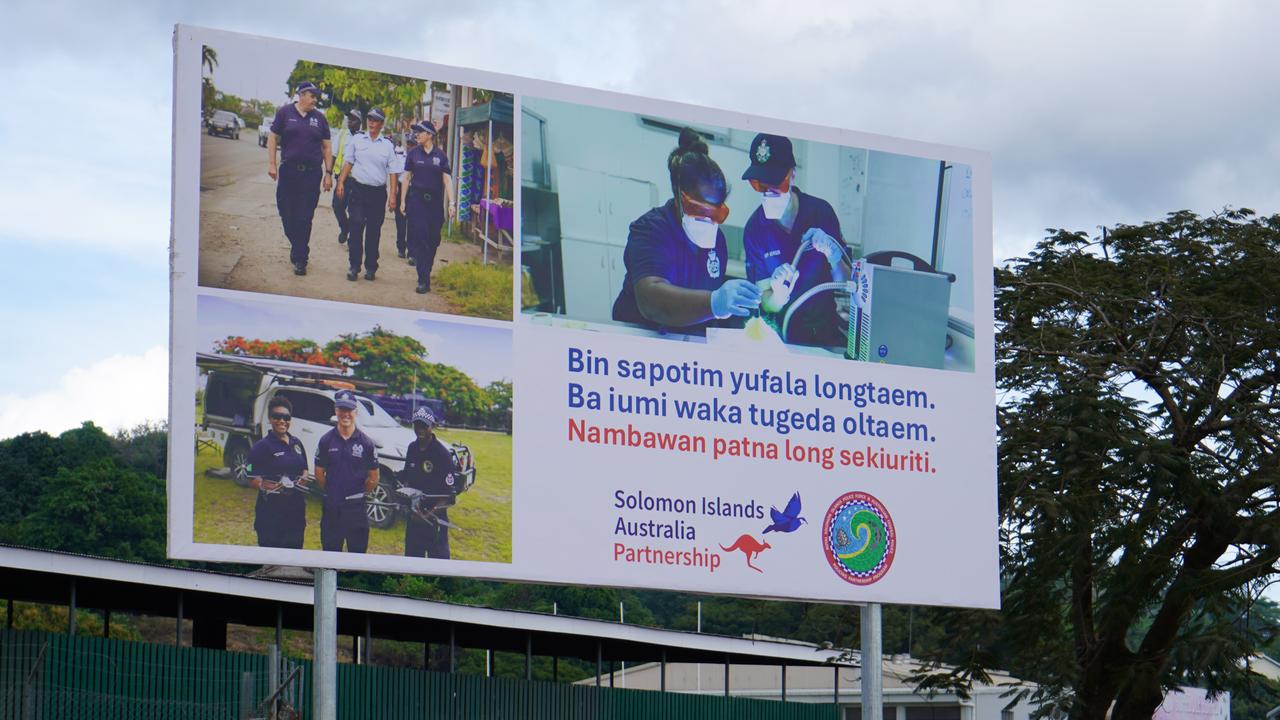 Bin sapotim yufala longtaem.
Ba iumi waka tugeda oltaem.
Nambawan patna long sekiuriti.
Solomon Islands
Australia
Partnership